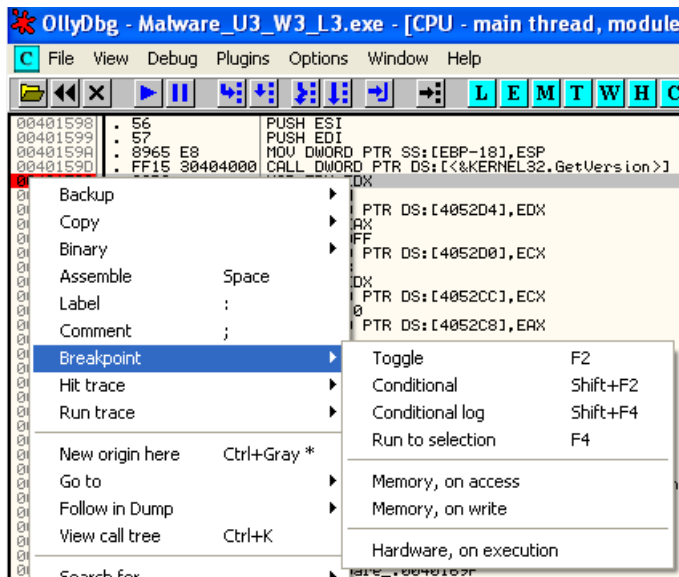 OllyDbg - Malware_U3_W3_L3.exe - [CPU - main thread, module
C File View Debug Plugins Options Window Help
L E M T W H C
00401598 . 56 PUSH ESI
00401599 . 57 PUSH EDI
0040159A . 8965 E8 MOV DWORD PTR SS:[EBP-18],ESP
0040159D . FF15 30404000 CALL DWORD PTR DS:[<&KERNEL32.GetVersion>]
PTR DS:[4052D4],EDX
PTR DS:[4052D0],ECX
PTR DS:[4052CC],ECX
PTR DS:[4052C8],EAX
Backup
Copy
Binary
Assemble Space
Label :
Comment ;
Breakpoint
Hit trace
Run trace
New origin here Ctrl+Gray *
Go to
Follow in Dump
View call tree Ctrl+K
Search for
Toggle F2
Conditional Shift+F2
Conditional log Shift+F4
Run to selection F4
Memory, on access
Memory, on write
Hardware, on execution